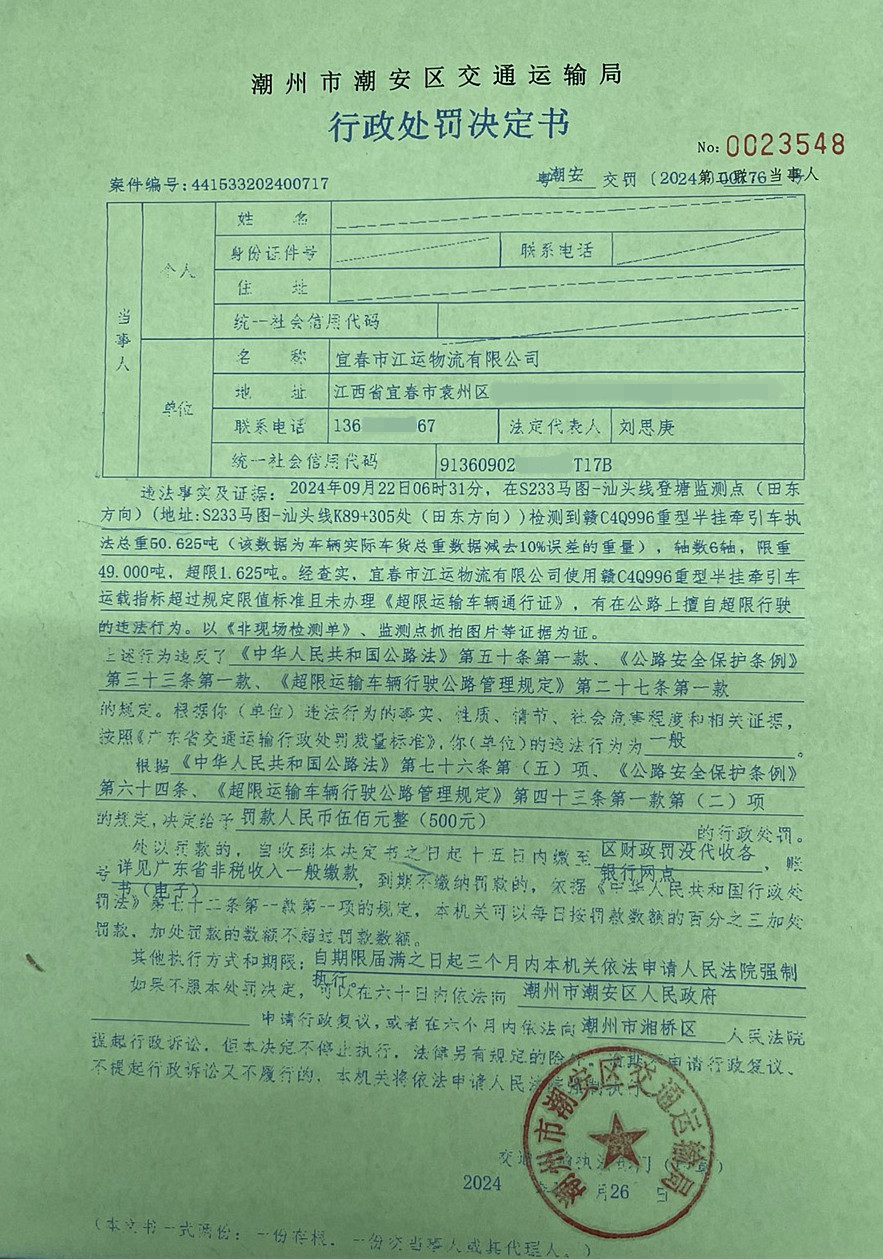 潮州市潮安区交通运输局
行政处罚决定书
No: 0023548
案件编号:441533202400717
粤潮安 交罚〔2024〕00276号
第二联 当事人
当事人
个人
姓 名
身份证件号 联系电话
住 址
统一社会信用代码
单位
名 称 宜春市江运物流有限公司
地 址 江西省宜春市袁州区
联系电话 136 67 法定代表人 刘思庚
统一社会信用代码 91360902 T17B
违法事实及证据: 2024年09月22日06时31分，在S233马图-汕头线登塘监测点（田东
方向）(地址:S233马图-汕头线K89+305处（田东方向）)检测到赣C4Q996重型半挂牵引车执
法总重50.625吨（该数据为车辆实际车货总重数据减去10%误差的重量），轴数6轴，限重
49.000吨，超限1.625吨。经查实，宜春市江运物流有限公司使用赣C4Q996重型半挂牵引车
运载指标超过规定限值标准且未办理《超限运输车辆通行证》，有在公路上擅自超限行驶
的违法行为。以《非现场检测单》、监测点抓拍图片等证据为证。
上述行为违反了《中华人民共和国公路法》第五十条第一款、《公路安全保护条例》
第三十三条第一款、《超限运输车辆行驶公路管理规定》第二十七条第一款
的规定。根据你（单位）违法行为的事实、性质、情节、社会危害程度和相关证据，
按照《广东省交通运输行政处罚裁量标准》，你(单位)的违法行为为一般。
根据《中华人民共和国公路法》第七十六条第（五）项、《公路安全保护条例》
第六十四条、《超限运输车辆行驶公路管理规定》第四十三条第一款第（二）项
的规定,决定给予罚款人民币伍佰元整（500元） 的行政处罚。
处以罚款的，自收到本决定书之日起十五日内缴至区财政罚没代收各银行网点，账
号详见广东省非税收入一般缴款书（电子），到期不缴纳罚款的，依据《中华人民共和国行政处
罚法》第七十二条第一款第一项的规定，本机关可以每日按罚款数额的百分之三加处
罚款，加处罚款的数额不超过罚款数额。
其他执行方式和期限: 自期限届满之日起三个月内本机关依法申请人民法院强制执行。
如果不服本处罚决定，可以在六十日内依法向 潮州市潮安区人民政府
申请行政复议，或者在六个月内依法向潮州市湘桥区 人民法院
提起行政诉讼，但本决定不停止执行，法律另有规定的除外。逾期不申请行政复议、
不提起行政诉讼又不履行的，本机关将依法申请人民法院强制执行。
潮州市潮安区交通运输局
2024 月26日
（本文书一式两份：一份存根，一份交当事人或其代理人。）